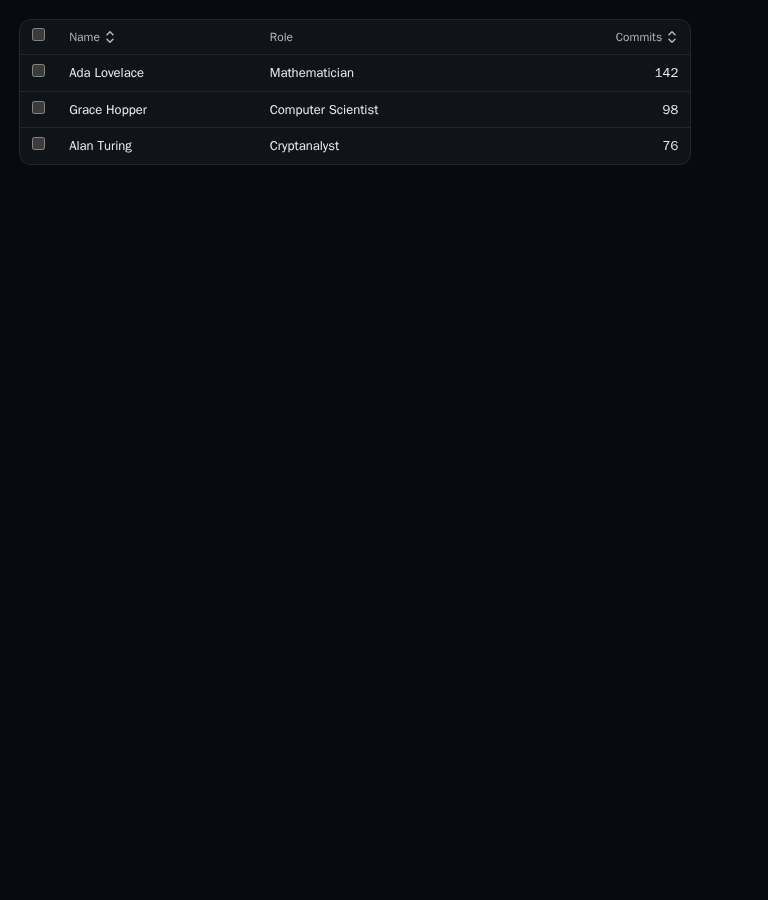 Name Role Commits
Ada Lovelace Mathematician 142
Grace Hopper Computer Scientist 98
Alan Turing Cryptanalyst 76